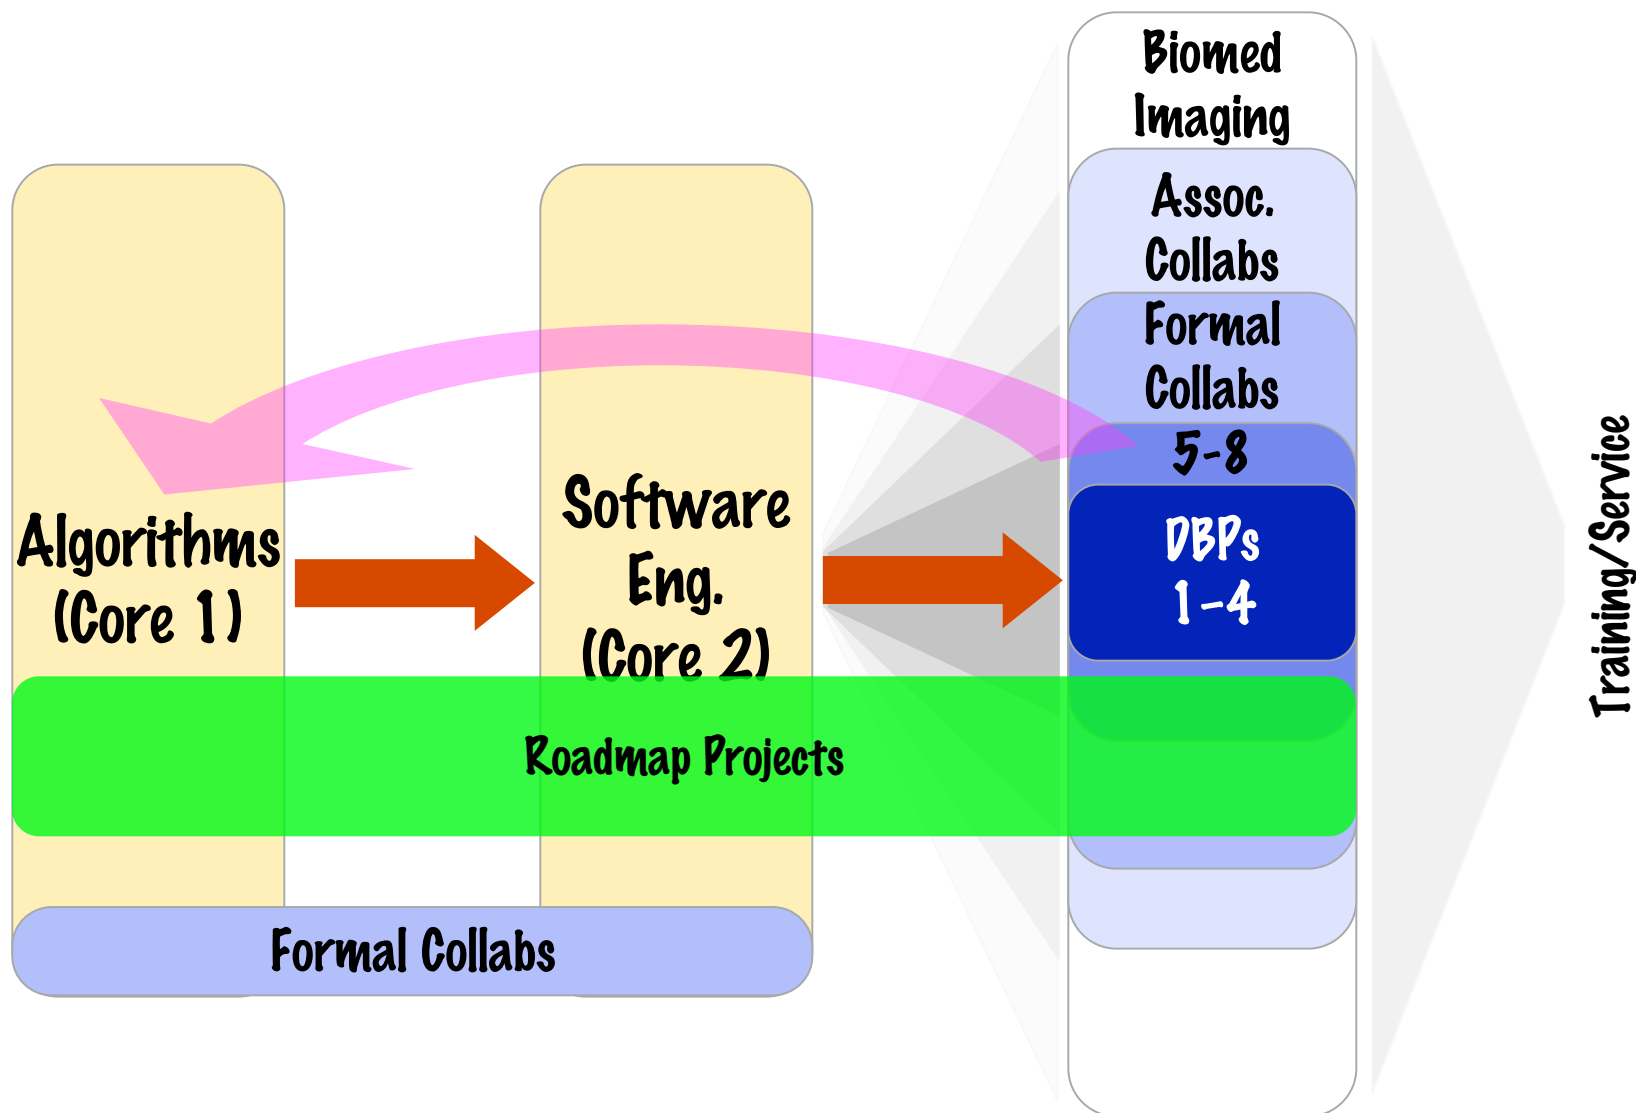 Biomed
Imaging
Assoc.
Collabs
Formal
Collabs
5-8
DBPs
1-4
Algorithms
(Core 1)
Software
Eng.
(Core 2)
Roadmap Projects
Formal Collabs
Training/Service